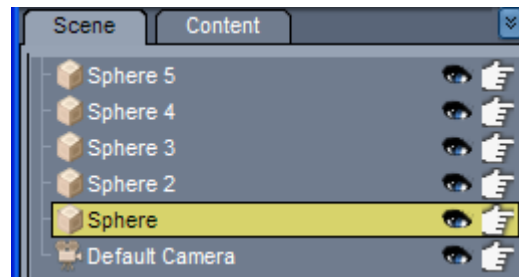 Scene Content
Sphere 5
Sphere 4
Sphere 3
Sphere 2
Sphere
Default Camera